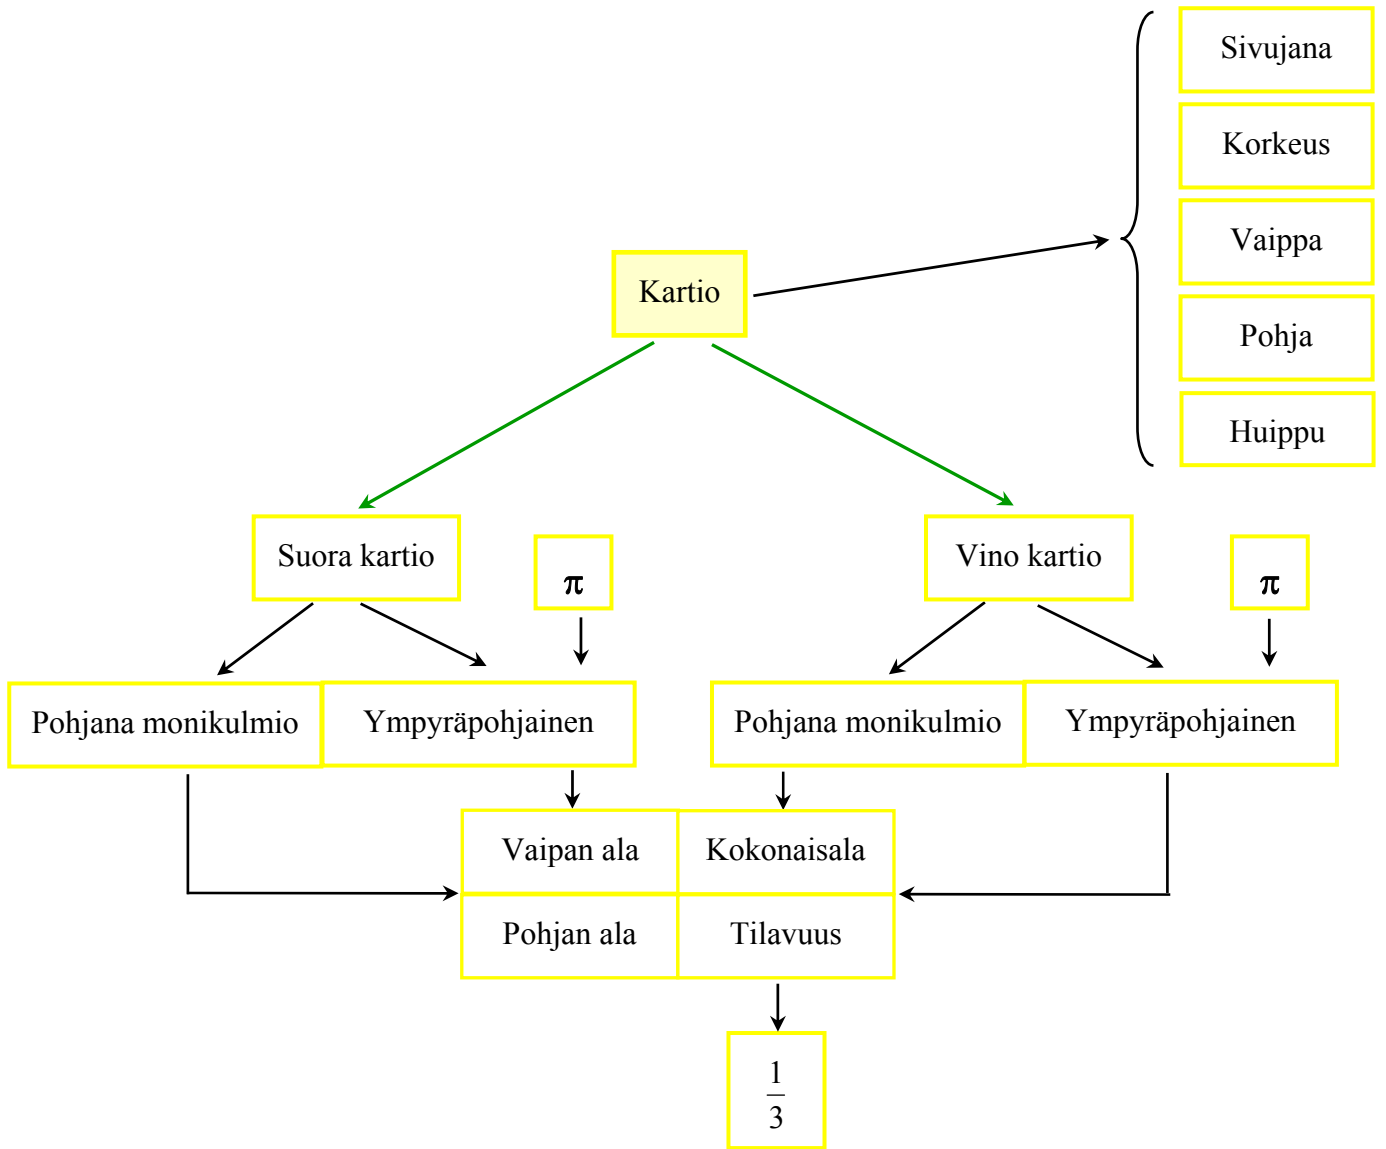 Sivujana
Korkeus
Vaippa
Kartio
Pohja
Huippu
Suora kartio
π
Vino kartio
π
Pohjana monikulmio
Ympyräpohjainen
Pohjana monikulmio
Ympyräpohjainen
Vaipan ala
Kokonaisala
Pohjan ala
Tilavuus
1
3